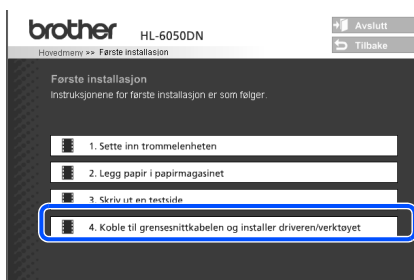 brother
HL-6050DN
Avslutt
Tilbake
Hovedmeny >> Første installasjon
Første installasjon
Instruksjonene for første installasjon er som følger.
1. Sette inn trommelenheten
2. Legg papir i papirmagasinet
3. Skriv ut en testside
4. Koble til grensesnittkabelen og installer driveren/verktøyet